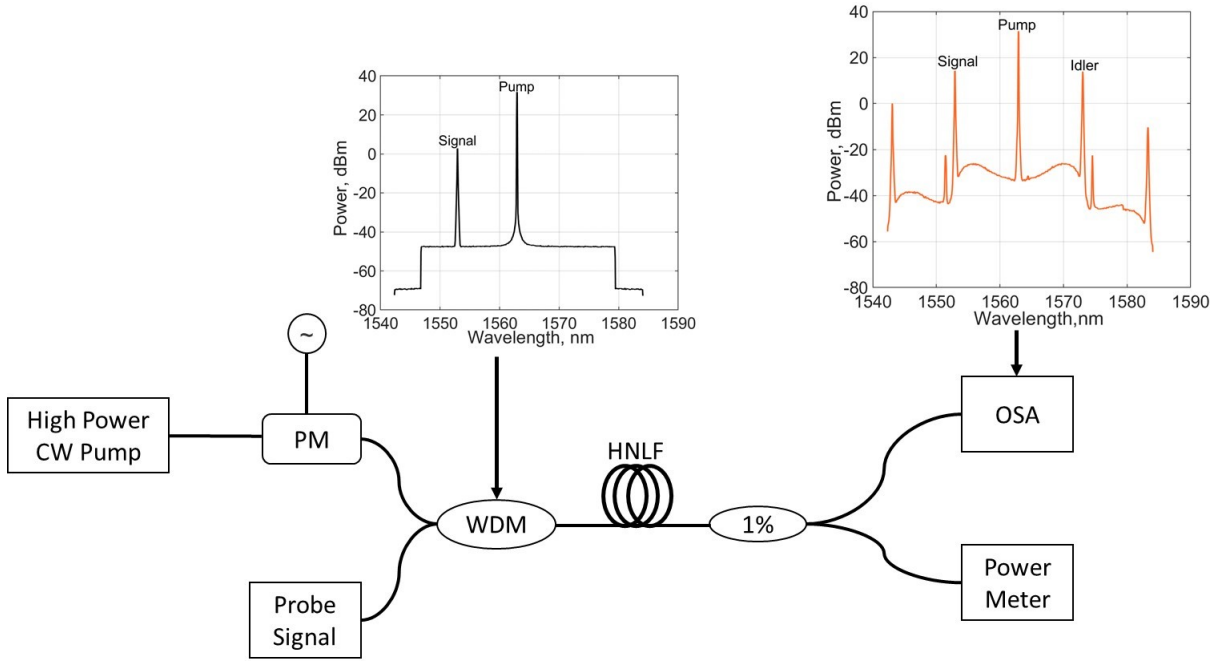 40
20
0
-20
-40
-60
-80
Power, dBm
Signal
Pump
1540
1550
1560
1570
1580
1590
Wavelength, nm
40
20
0
-20
-40
-60
-80
Power, dBm
Signal
Pump
Idler
1540
1550
1560
1570
1580
1590
Wavelength,nm
~
High Power
CW Pump
PM
Probe
Signal
WDM
HNLF
1%
OSA
Power
Meter